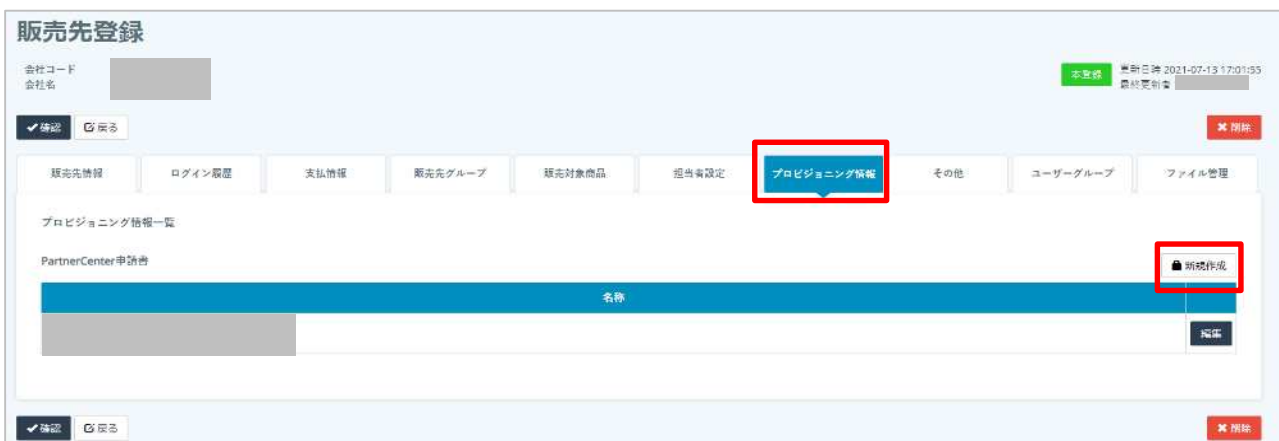 販売先登録
会社コード
会社名
本登録
更新日時 2021-07-13 17:01:55
最終更新者
確認 戻る
削除
販売先情報 ログイン履歴 支払情報 販売先グループ 販売対象商品 担当者設定 プロビジョニング情報 その他 ユーザーグループ ファイル管理
プロビジョニング情報一覧
PartnerCenter申請書
新規作成
名称
編集
確認 戻る
削除